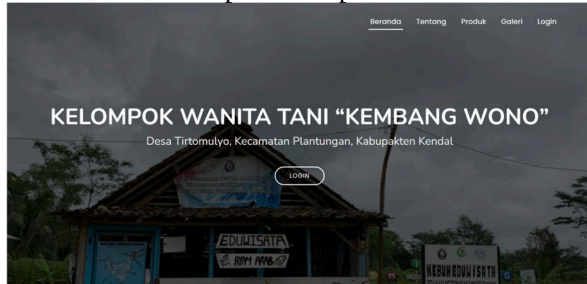 Beranda Tentang Produk Galeri Login
KELOMPOK WANITA TANI “KEMBANG WONO”
Desa Tirtomulyo, Kecamatan Plantungan, Kabupakten Kendal
LOGIN
EDUWISATA
KEBUN EDUWISATA